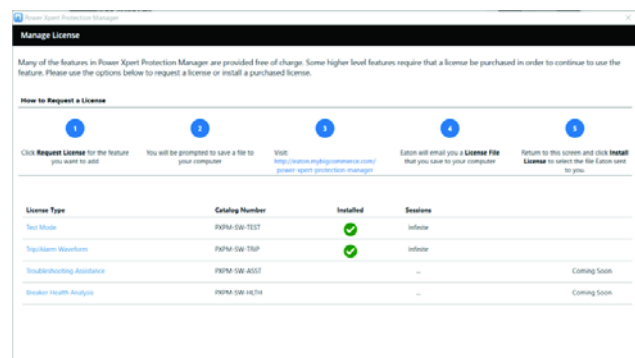 Power Xpert Protection Manager
Manage License
Many of the features in Power Xpert Protection Manager are provided free of charge. Some higher level features require that a license be purchased in order to continue to use the
feature. Please use the options below to request a license or install a purchased license.
How to Request a License
1
2
3
4
5
Click Request License for the feature
you want to add
You will be prompted to save a file to
your computer
Visit:
http://eaton.mybigcommerce.com/
power-xpert-protection-manager
Eaton will email you a License File
that you save to your computer
Return to this screen and click Install
License to select the file Eaton sent
to you
License Type Catalog Number Installed Sessions
Test Mode PXPM-SW-TEST Infinite
Trip/Alarm Waveform PXPM-SW-TRIP Infinite
Troubleshooting Assistance PXPM-SW-ASST ... Coming Soon
Breaker Health Analysis PXPM-SW-HLTH ... Coming Soon